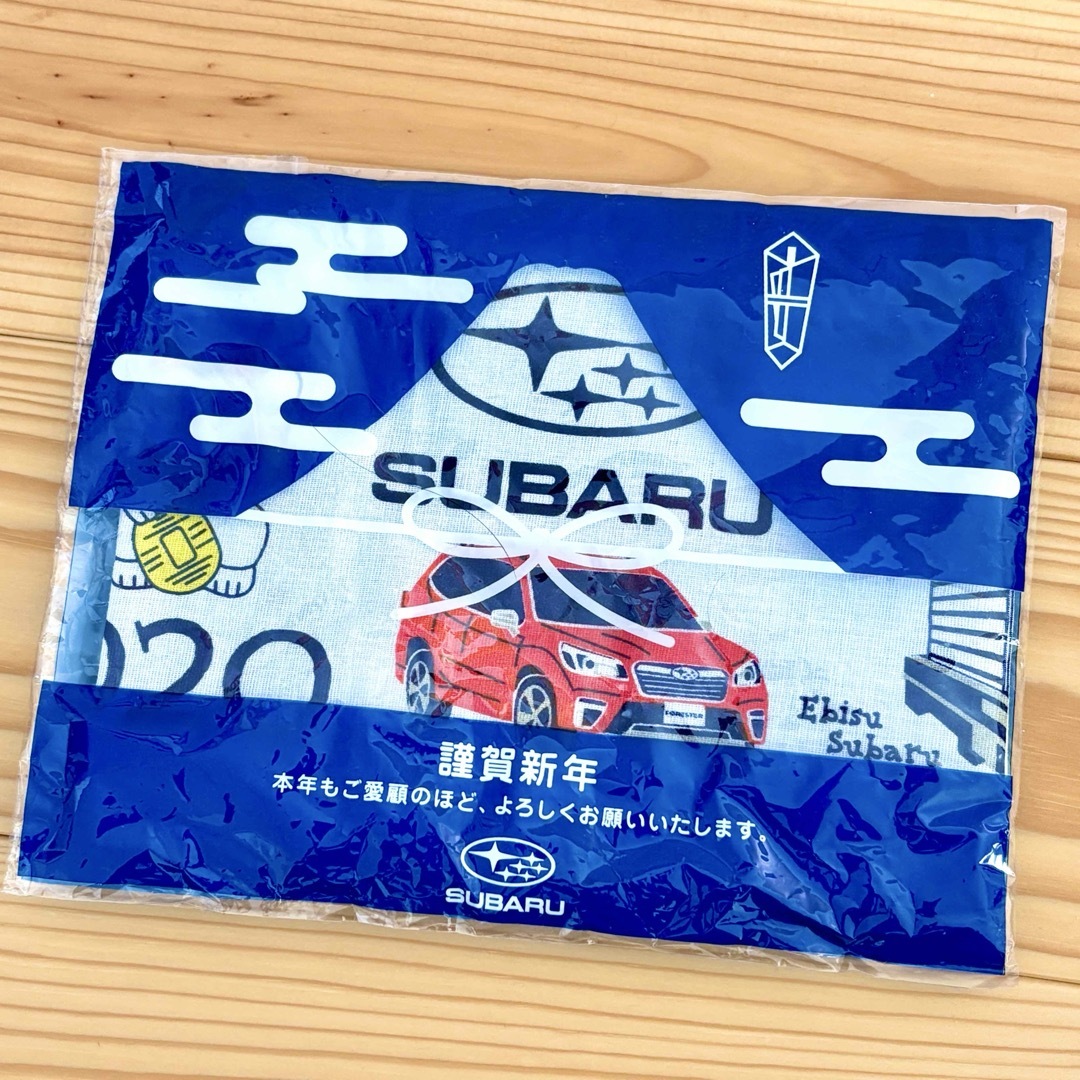 SUBARU
020
FORESTER
Ebisu
Subaru
謹賀新年
本年もご愛顧のほど、よろしくお願いいたします。
SUBARU